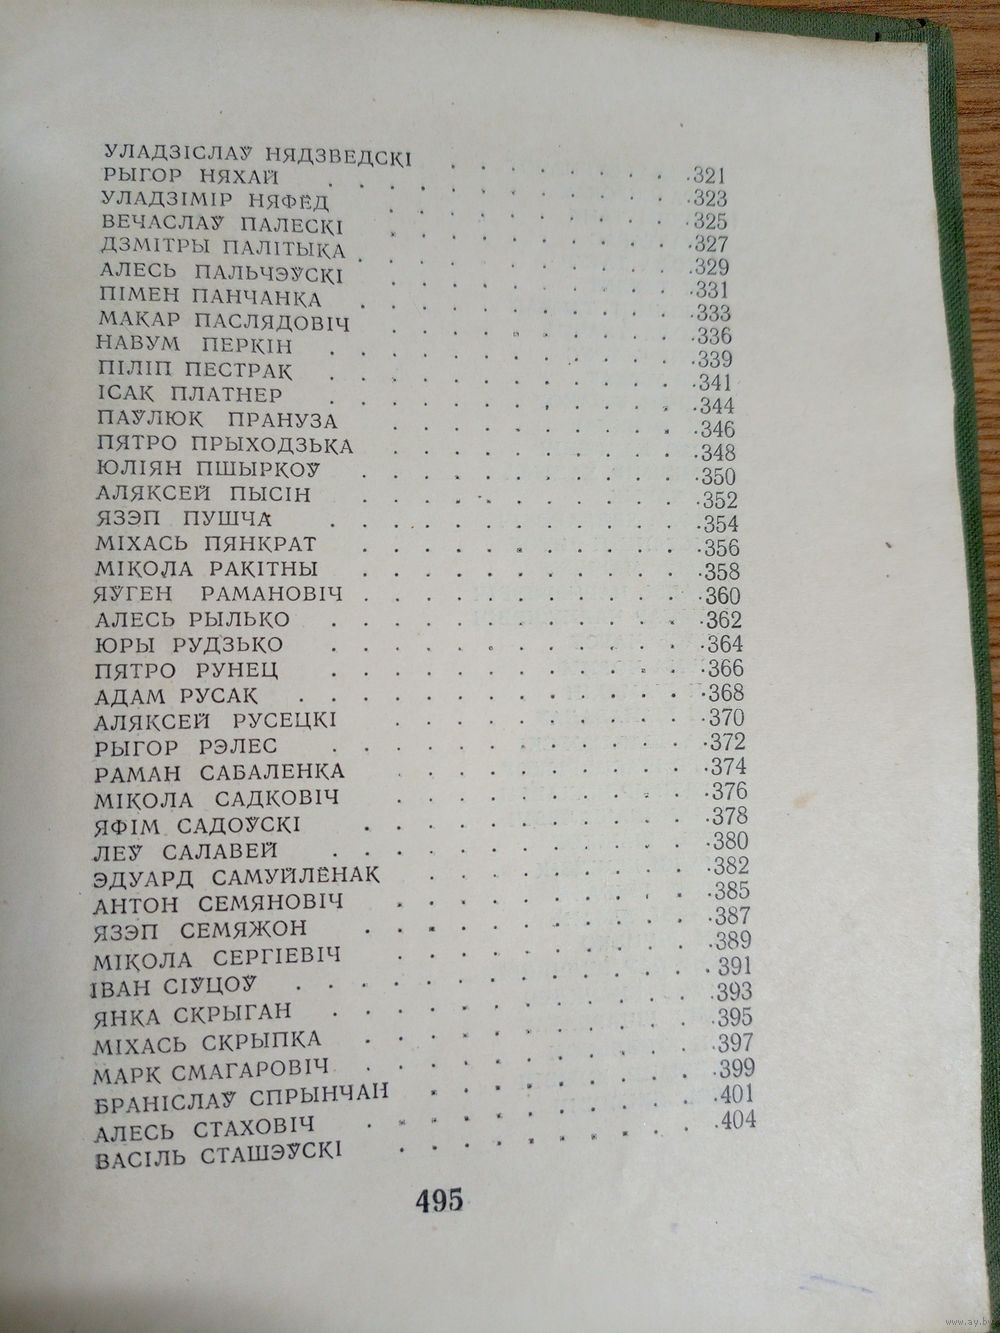 УЛАДЗІСЛАЎ НЯДЗВЕДСКІ . . . . . . . . 321
РЫГОР НЯХАЙ . . . . . . . . . . . . 323
УЛАДЗІМІР НЯФЁД . . . . . . . . . . 325
ВЕЧАСЛАЎ ПАЛЕСКІ . . . . . . . . . . 327
ДЗМІТРЫ ПАЛІТЫКА . . . . . . . . . . 329
АЛЕСЬ ПАЛЬЧЭЎСКІ . . . . . . . . . . 331
ПІМЕН ПАНЧАНКА . . . . . . . . . . . 333
МАКАР ПАСЛЯДОВІЧ . . . . . . . . . . 336
НАВУМ ПЕРКІН . . . . . . . . . . . . 339
ПІЛІП ПЕСТРАК . . . . . . . . . . . . 341
ІСАК ПЛАТНЕР . . . . . . . . . . . . 344
ПАЎЛЮК ПРАНУЗА . . . . . . . . . . 346
ПЯТРО ПРЫХОДЗЬКА . . . . . . . . . . 348
ЮЛІЯН ПШЫРКОЎ . . . . . . . . . . . 350
АЛЯКСЕЙ ПЫСІН . . . . . . . . . . . 352
ЯЗЭП ПУШЧА . . . . . . . . . . . . 354
МІХАСЬ ПЯНКРАТ . . . . . . . . . . . 356
МІКОЛА РАКІТНЫ . . . . . . . . . . . 358
ЯЎГЕН РАМАНОВІЧ . . . . . . . . . . . 360
АЛЕСЬ РЫЛЬКО . . . . . . . . . . . . 362
ЮРЫ РУДЗЬКО . . . . . . . . . . . . 364
ПЯТРО РУНЕЦ . . . . . . . . . . . . 366
АДАМ РУСАК . . . . . . . . . . . . . 368
АЛЯКСЕЙ РУСЕЦКІ . . . . . . . . . . 370
РЫГОР РЭЛЕС . . . . . . . . . . . . 372
РАМАН САБАЛЕНКА . . . . . . . . . . 374
МІКОЛА САДКОВІЧ . . . . . . . . . . 376
ЯФІМ САДОЎСКІ . . . . . . . . . . . 378
ЛЕЎ САЛАВЕЙ . . . . . . . . . . . . 380
ЭДУАРД САМУЙЛЁНАК . . . . . . . . . 382
АНТОН СЕМЯНОВІЧ . . . . . . . . . . 385
ЯЗЭП СЕМЯЖОН . . . . . . . . . . . 387
МІКОЛА СЕРГІЕВІЧ . . . . . . . . . . 389
ІВАН СІЎЦОЎ . . . . . . . . . . . . . 391
ЯНКА СКРЫГАН . . . . . . . . . . . . 393
МІХАСЬ СКРЫПКА . . . . . . . . . . . 395
МАРК СМАГАРОВІЧ . . . . . . . . . . . 397
БРАНІСЛАЎ СПРЫНЧАН . . . . . . . . . 399
АЛЕСЬ СТАХОВІЧ . . . . . . . . . . . 401
ВАСІЛЬ СТАШЭЎСКІ . . . . . . . . . . 404
495
www.ay.by